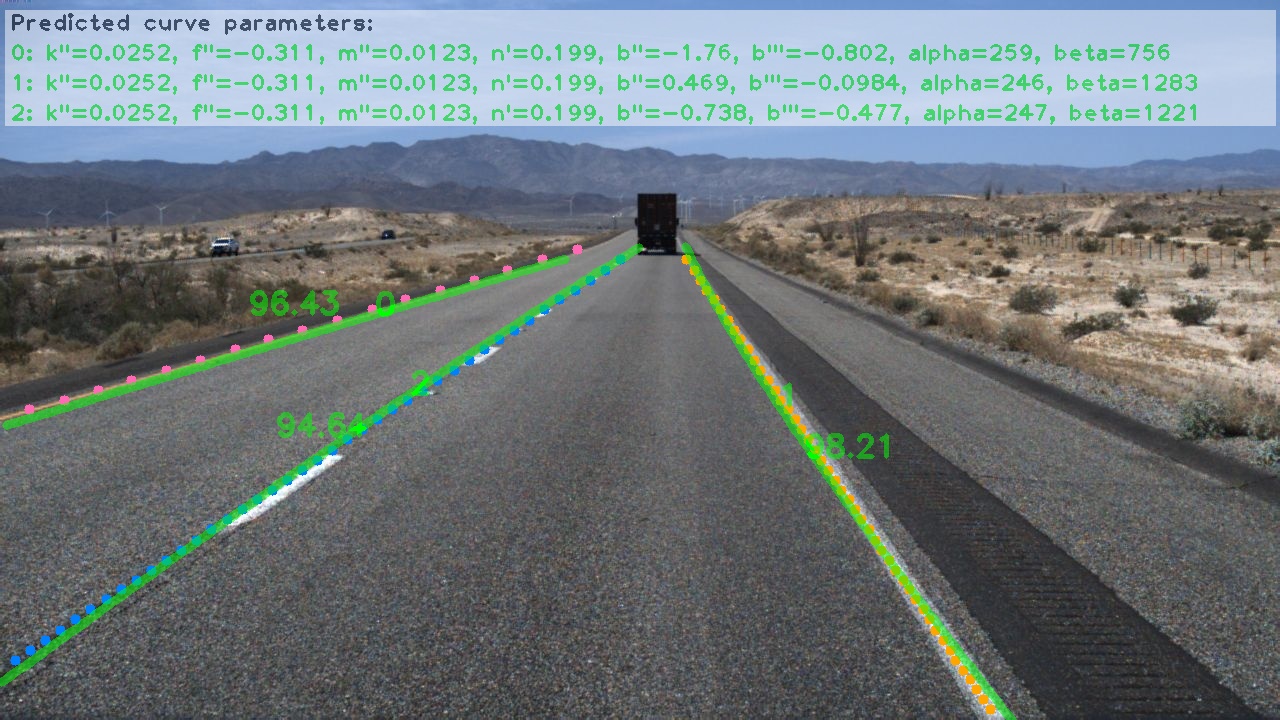 Predicted curve parameters:
0: k''=0.0252, f''=-0.311, m''=0.0123, n'=0.199, b''=-1.76, b'''=-0.802, alpha=259, beta=756
1: k''=0.0252, f''=-0.311, m''=0.0123, n'=0.199, b''=0.469, b'''=-0.0984, alpha=246, beta=1283
2: k''=0.0252, f''=-0.311, m''=0.0123, n'=0.199, b''=-0.738, b'''=-0.477, alpha=247, beta=1221
96.43 0
2
1
94.64
98.21